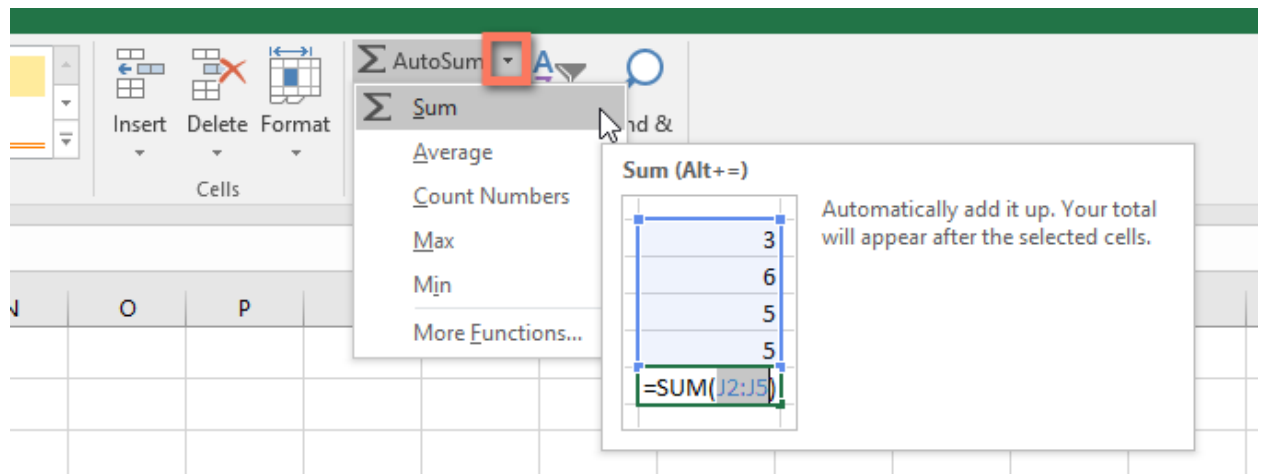 AutoSum
A
Sum
Insert Delete Format
nd &
Average
Sum (Alt+=)
Cells
Count Numbers
Automatically add it up. Your total
will appear after the selected cells.
Max
3
Min
6
O P
5
More Functions...
5
=SUM(J2:J5)